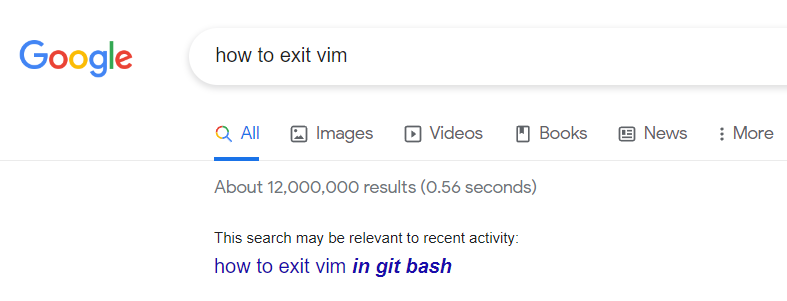 Google
how to exit vim
All Images Videos Books News More
About 12,000,000 results (0.56 seconds)
This search may be relevant to recent activity:
how to exit vim in git bash